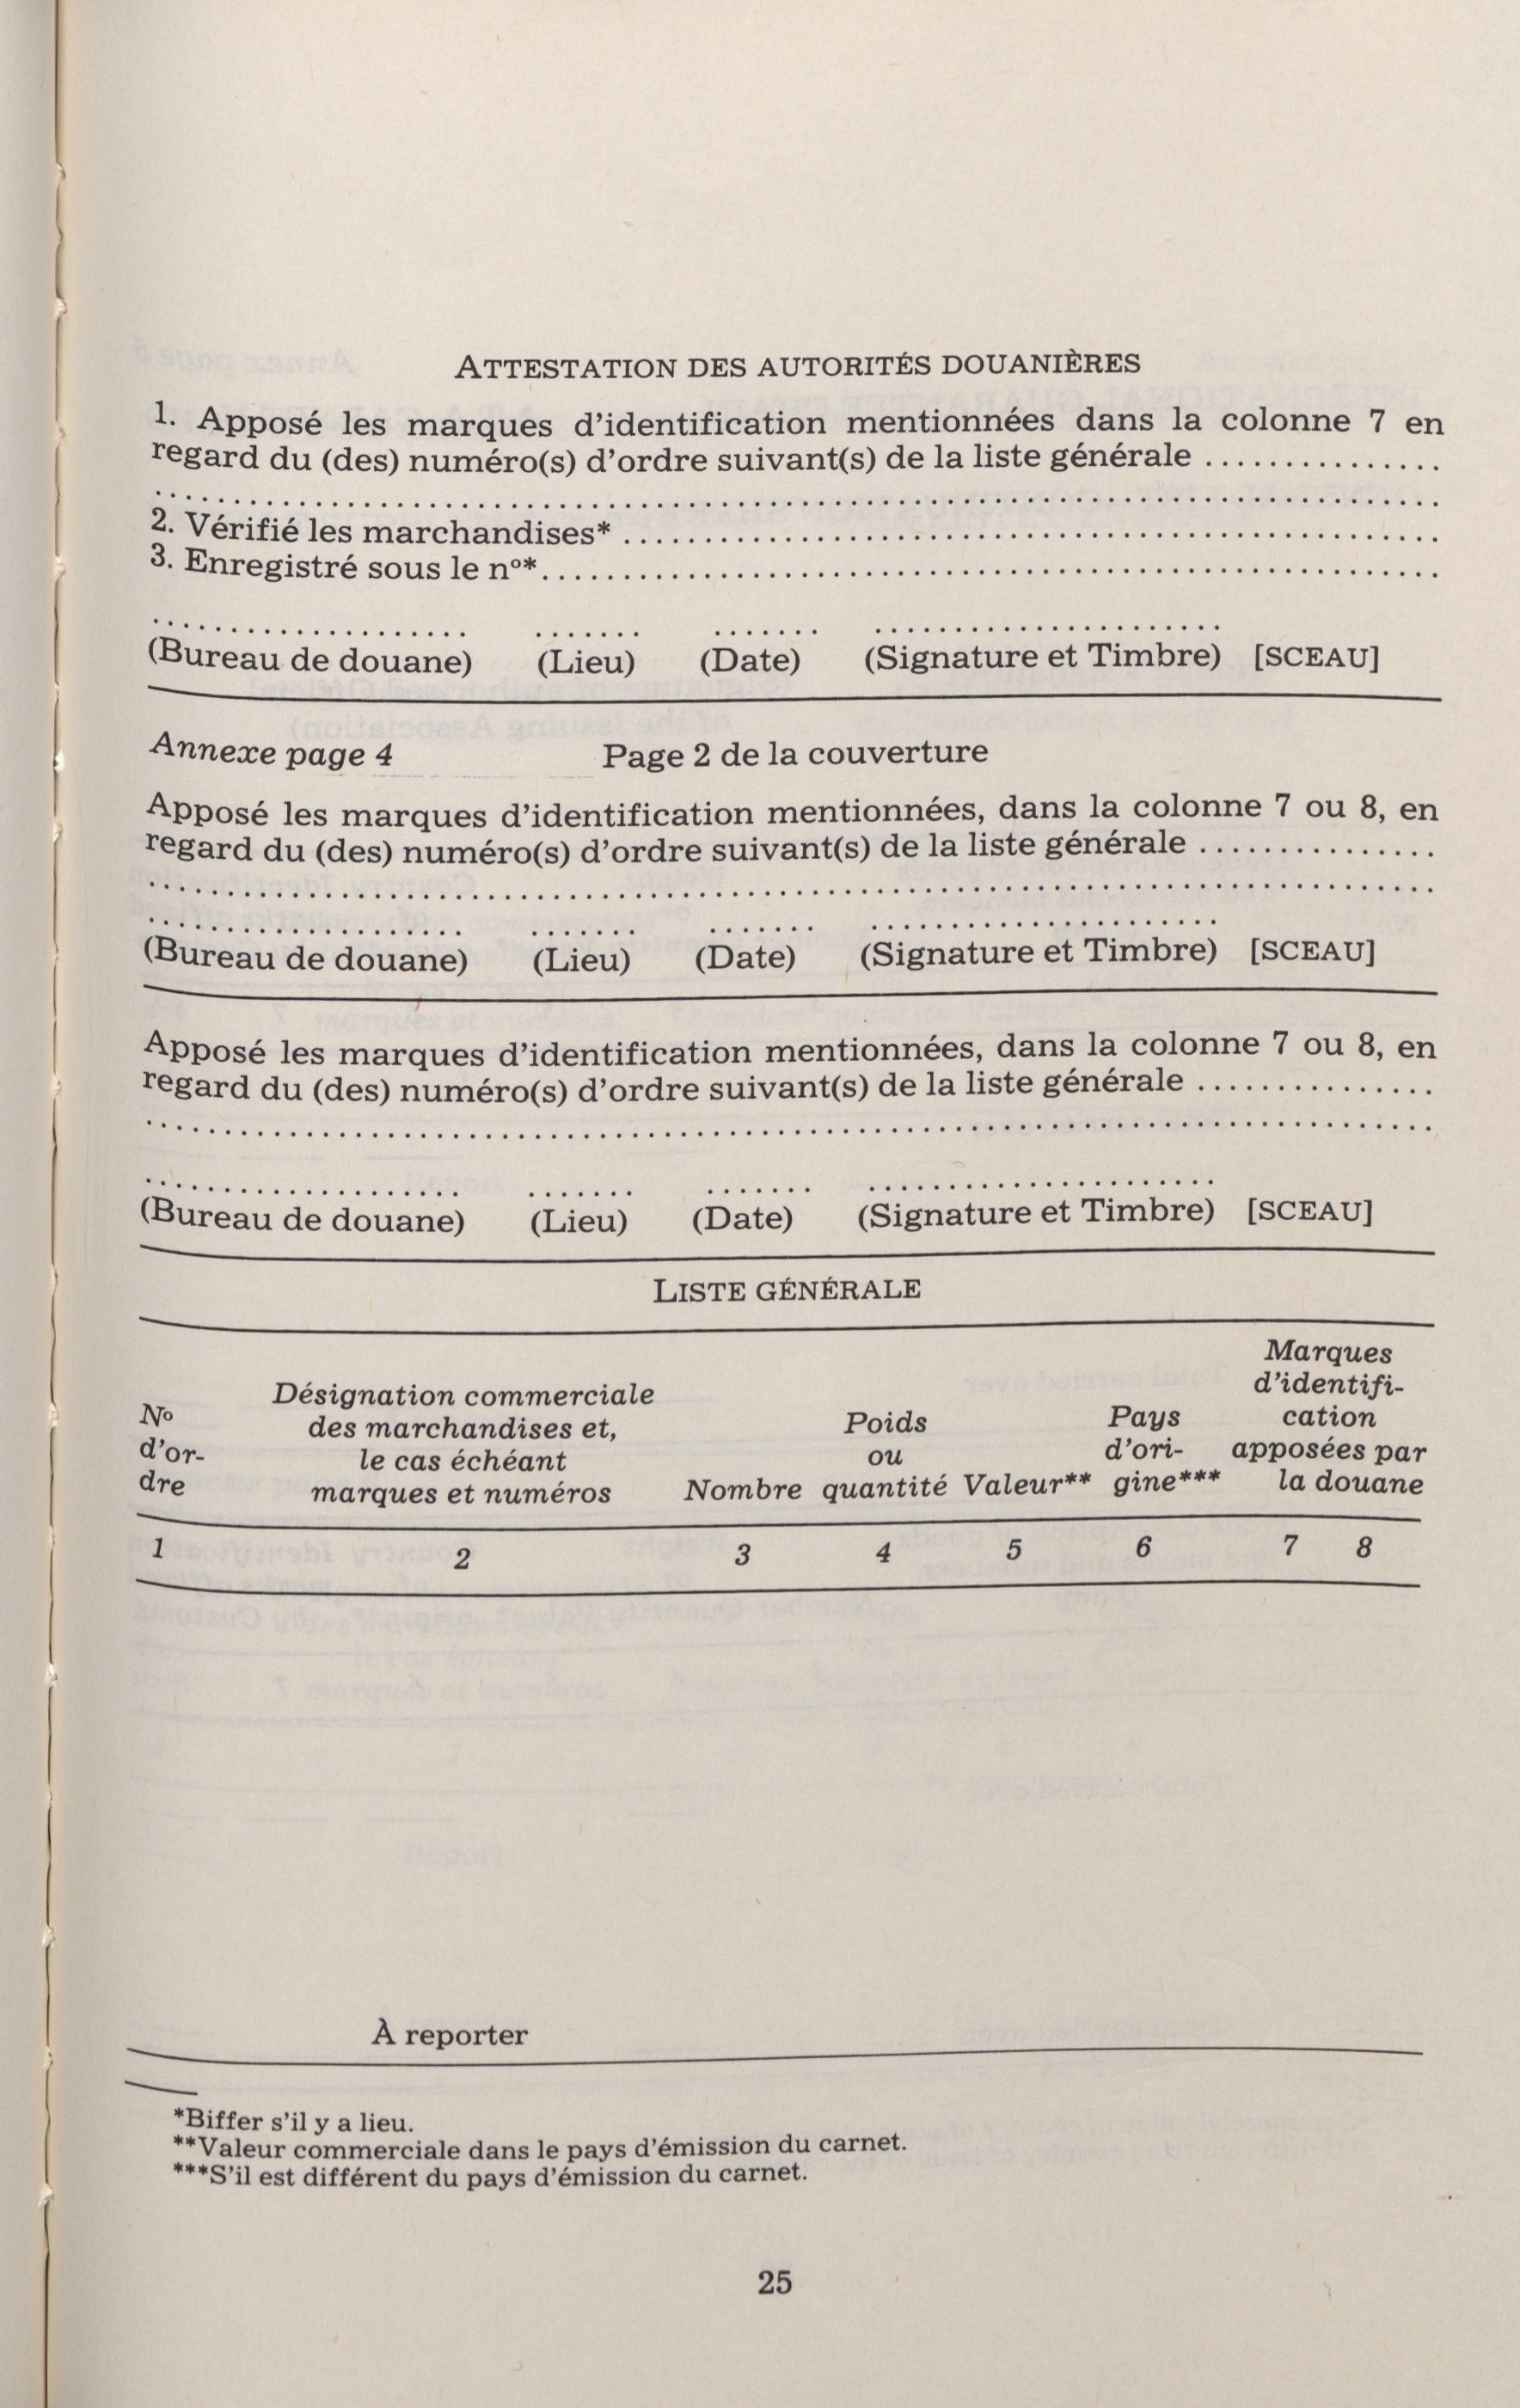 ATTESTATION DES AUTORITÉS DOUANIÈRES
1. Apposé les marques d'identification mentionnées dans la colonne 7 en
regard du (des) numéro(s) d'ordre suivant(s) de la liste générale ...............
................................................................................
2. Vérifié les marchandises* ...................................................
3. Enregistré sous le nº*........................................................
.................... ....... ....... ......................
(Bureau de douane) (Lieu) (Date) (Signature et Timbre) [SCEAU]
Annexe page 4 Page 2 de la couverture
Apposé les marques d'identification mentionnées, dans la colonne 7 ou 8, en
regard du (des) numéro(s) d'ordre suivant(s) de la liste générale ...............
................................................................................
.................... ....... ....... ......................
(Bureau de douane) (Lieu) (Date) (Signature et Timbre) [SCEAU]
Apposé les marques d'identification mentionnées, dans la colonne 7 ou 8, en
regard du (des) numéro(s) d'ordre suivant(s) de la liste générale ...............
................................................................................
.................... ....... ....... ......................
(Bureau de douane) (Lieu) (Date) (Signature et Timbre) [SCEAU]
LISTE GÉNÉRALE
Marques
Désignation commerciale d'identifi-
Nº des marchandises et, Poids Pays cation
d'or- le cas échéant ou d'ori- apposées par
dre marques et numéros Nombre quantité Valeur** gine*** la douane
1 2 3 4 5 6 7 8
À reporter
*Biffer s'il y a lieu.
**Valeur commerciale dans le pays d'émission du carnet.
***S'il est différent du pays d'émission du carnet.
25